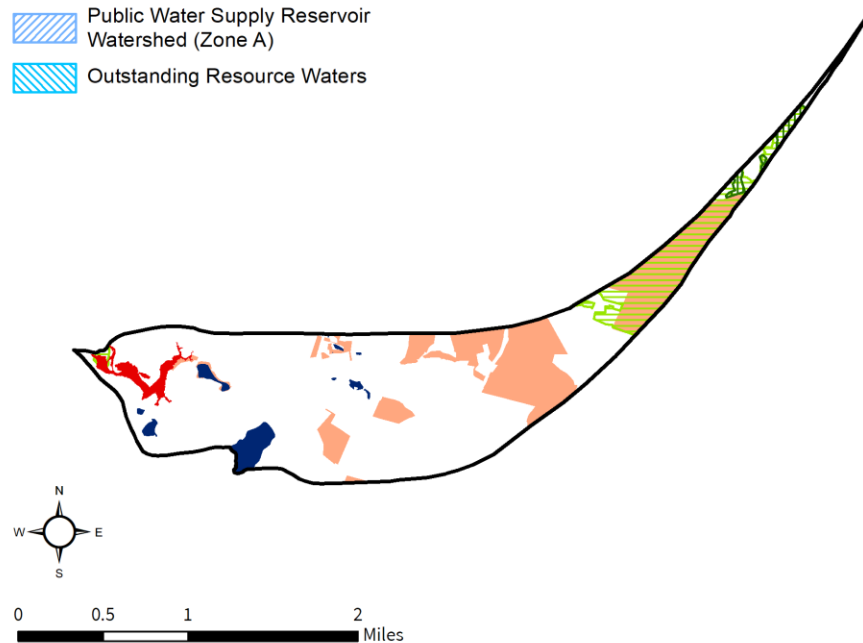 Public Water Supply Reservoir
Watershed (Zone A)
Outstanding Resource Waters
N
W
E
S
0
0.5
1
2
Miles